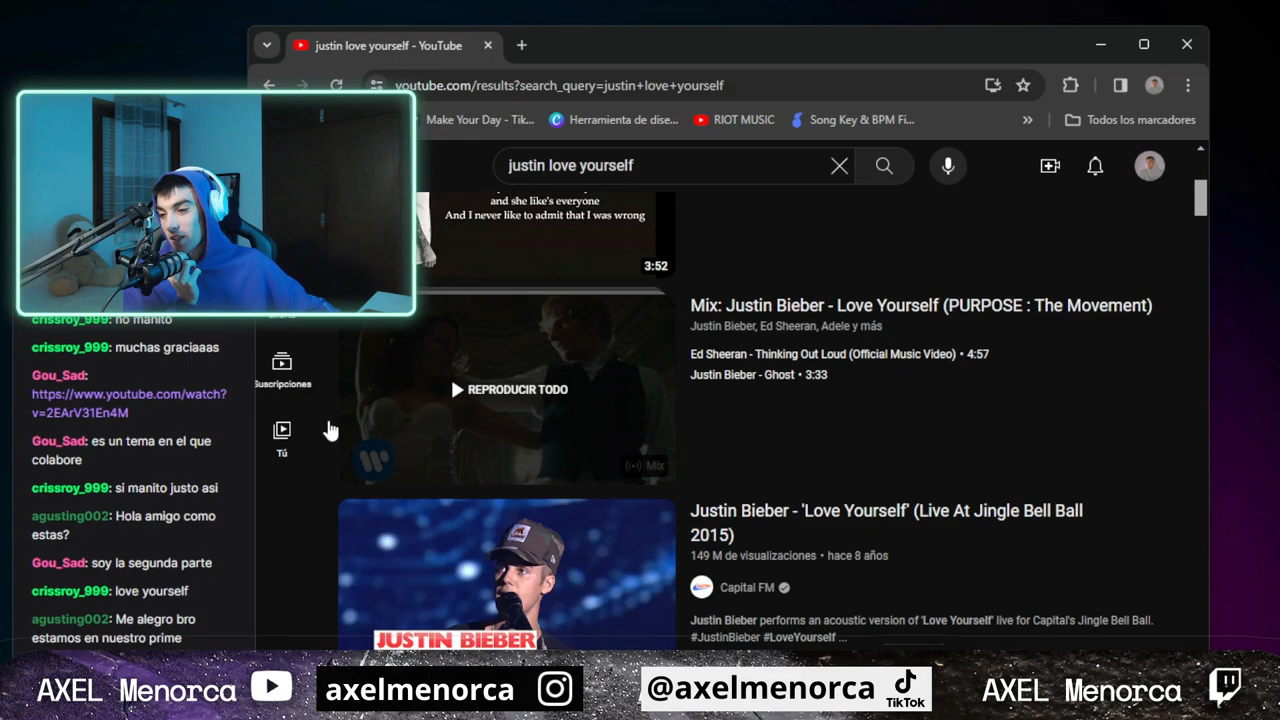 justin love yourself - YouTube
youtube.com/results?search_query=justin+love+yourself
Make Your Day - Tik...
Herramienta de dise...
RIOT MUSIC
Song Key & BPM Fi...
Todos los marcadores
justin love yourself
and she like's everyone
And I never like to admit that I was wrong
3:52
Mix: Justin Bieber - Love Yourself (PURPOSE : The Movement)
Justin Bieber, Ed Sheeran, Adele y más
Ed Sheeran - Thinking Out Loud (Official Music Video) • 4:57
Justin Bieber - Ghost • 3:33
REPRODUCIR TODO
Mix
Suscripciones
Tú
Justin Bieber - 'Love Yourself' (Live At Jingle Bell Ball
2015)
149 M de visualizaciones • hace 8 años
Capital FM
Justin Bieber performs an acoustic version of 'Love Yourself' live for Capital's Jingle Bell Ball.
#JustinBieber #LoveYourself ...
JUSTIN BIEBER
crissroy_999: no manito
crissroy_999: muchas graciaaas
Gou_Sad:
https://www.youtube.com/watch?
v=2EArV31En4M
Gou_Sad: es un tema en el que
colabore
crissroy_999: si manito justo asi
agusting002: Hola amigo como
estas?
Gou_Sad: soy la segunda parte
crissroy_999: love yourself
agusting002: Me alegro bro
estamos en nuestro prime
AXEL Menorca
axelmenorca
@axelmenorca
TikTok
AXEL Menorca